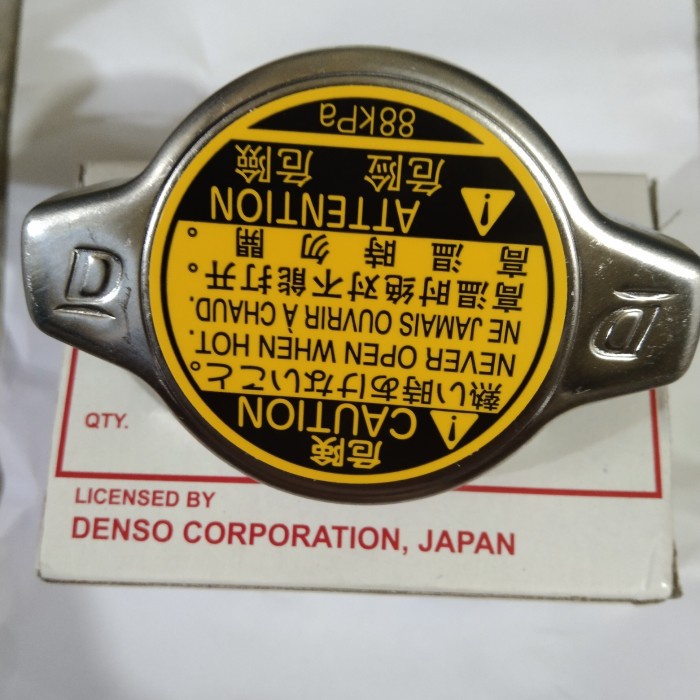 危険
⚠CAUTION
熱い時あけないこと。
NEVER OPEN WHEN HOT.
NE JAMAIS OUVRIR À CHAUD.
高温时绝对不能打开。
高温時勿開。
⚠ATTENTION
危险 危險
88kPa
D
D
QTY.
LICENSED BY
DENSO CORPORATION, JAPAN